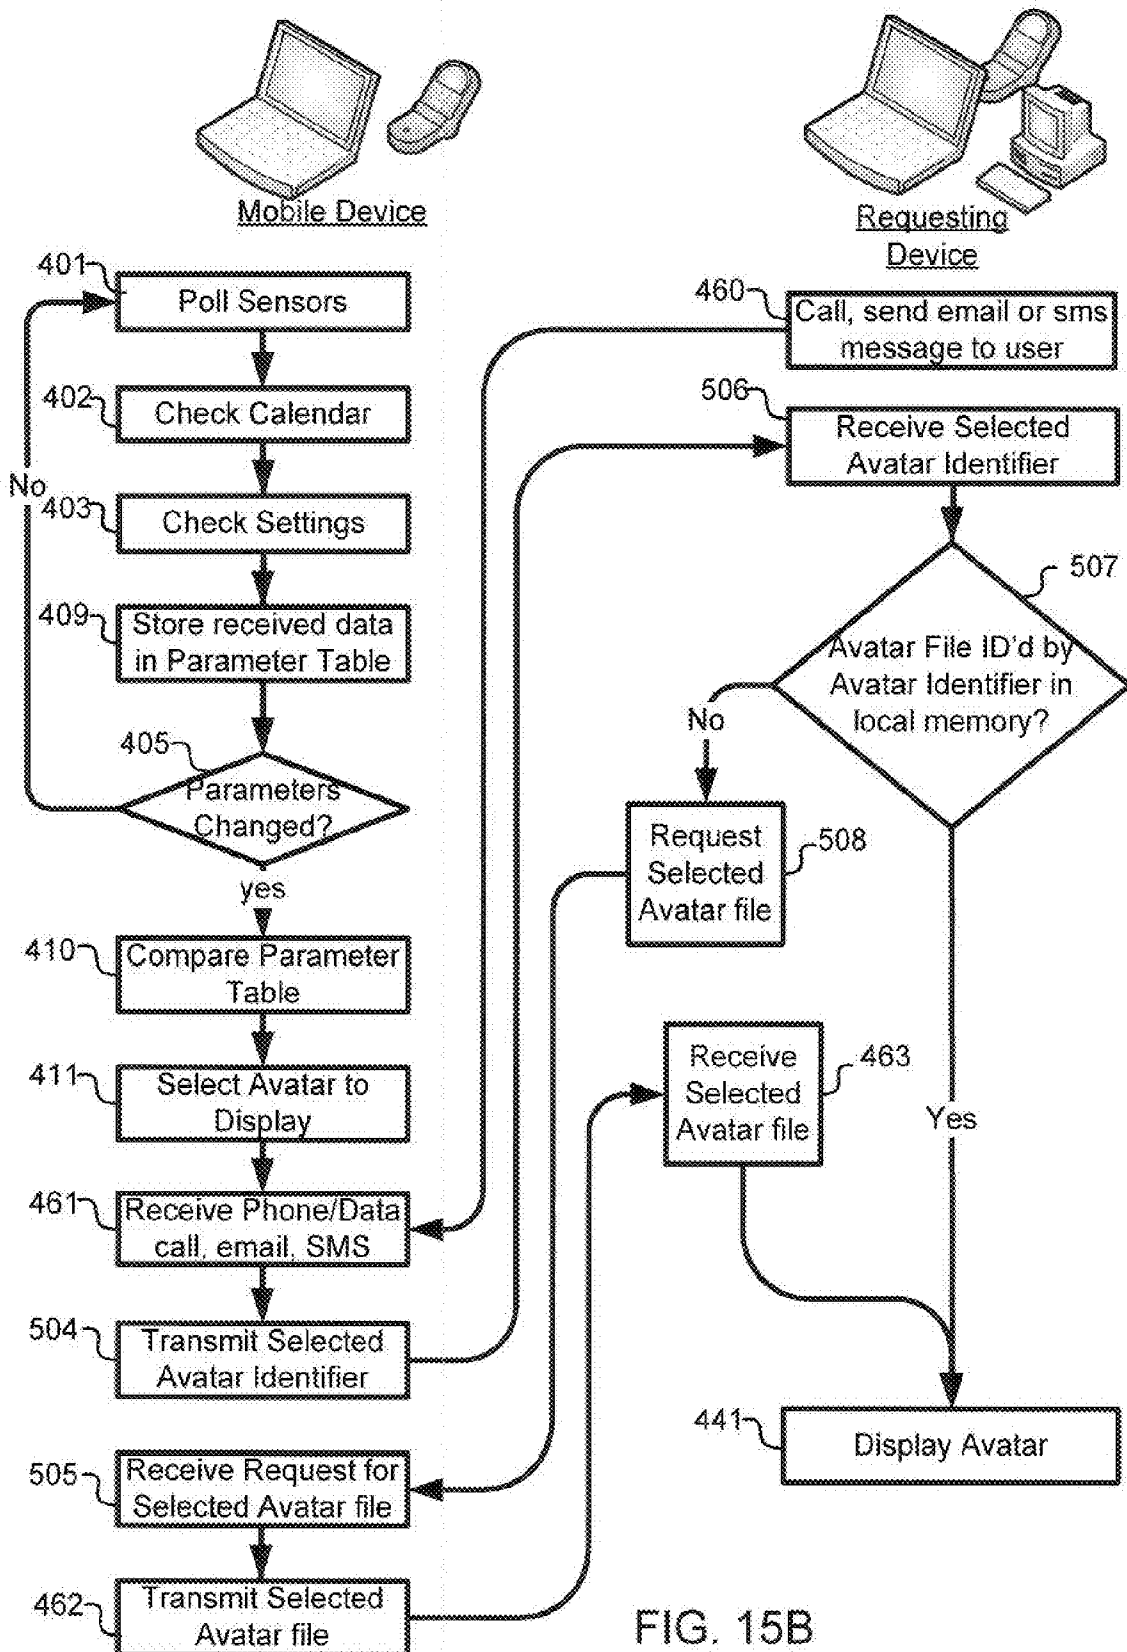 Mobile Device
Requesting
Device
401
Poll Sensors
402
Check Calendar
No
403
Check Settings
409
Store received data
in Parameter Table
405
Parameters
Changed?
yes
410
Compare Parameter
Table
411
Select Avatar to
Display
461
Receive Phone/Data
call, email, SMS
504
Transmit Selected
Avatar Identifier
505
Receive Request for
Selected Avatar file
462
Transmit Selected
Avatar file
460
Call, send email or sms
message to user
506
Receive Selected
Avatar Identifier
507
Avatar File ID'd by
Avatar Identifier in
local memory?
No
Request
Selected
Avatar file
508
Receive
Selected
Avatar file
463
Yes
441
Display Avatar
FIG. 15B